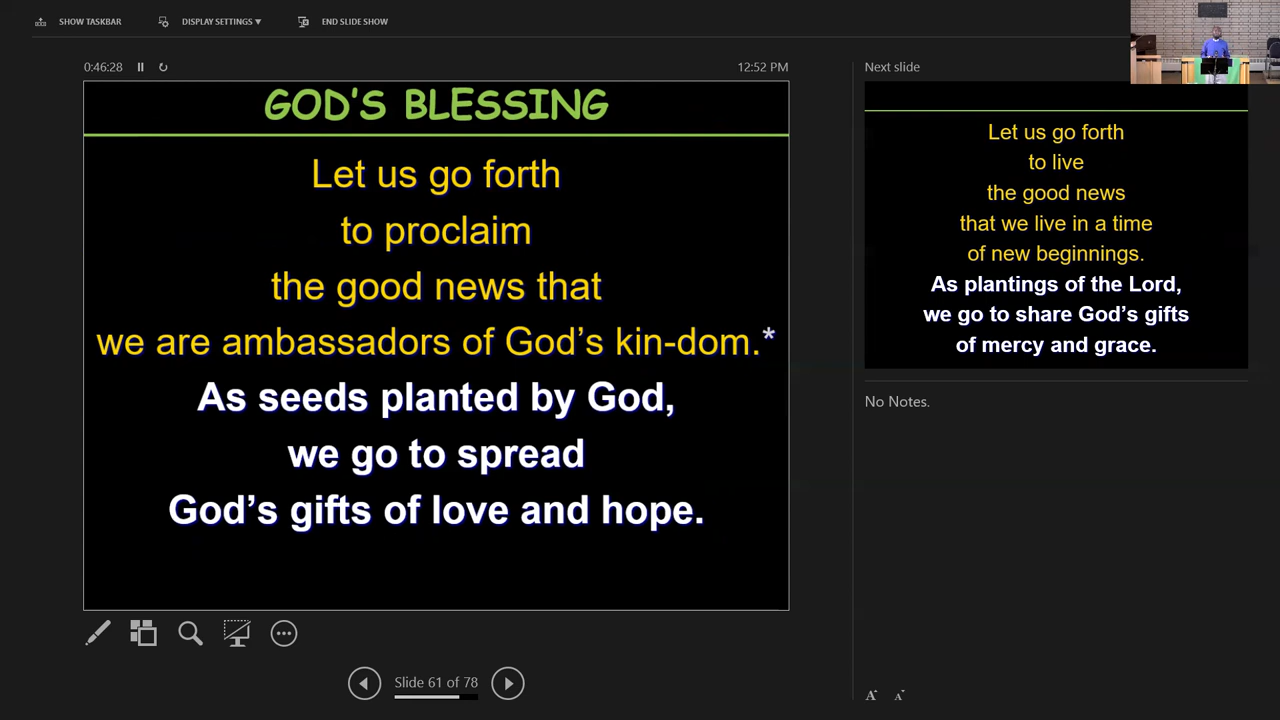 SHOW TASKBAR
DISPLAY SETTINGS ▼
END SLIDE SHOW
0:46:28
12:52 PM
GOD'S BLESSING
Let us go forth
to proclaim
the good news that
we are ambassadors of God's kin-dom.*
As seeds planted by God,
we go to spread
God's gifts of love and hope.
Slide 61 of 78
Next slide
Let us go forth
to live
the good news
that we live in a time
of new beginnings.
As plantings of the Lord,
we go to share God's gifts
of mercy and grace.
No Notes.
A A